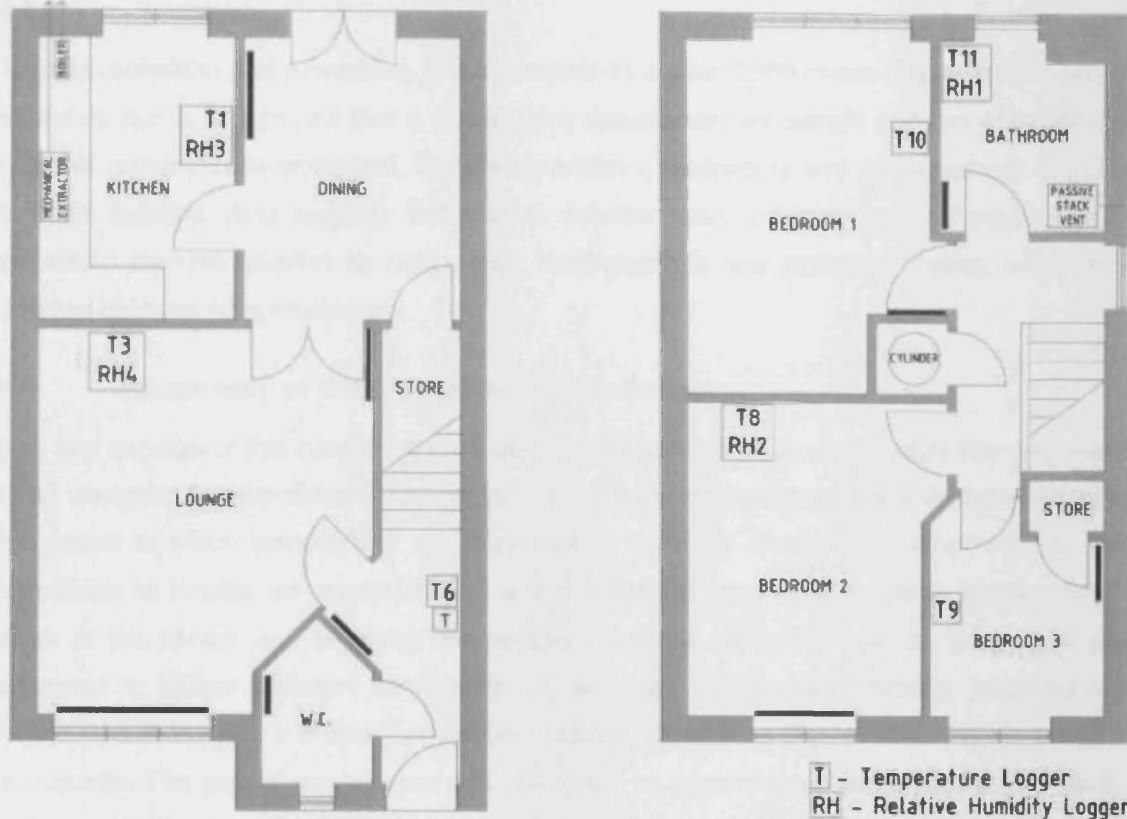 BOILER
MECHANICAL
EXTRACTOR
T1
RH3
KITCHEN
DINING
T3
RH4
STORE
LOUNGE
T6
T
W.C.
T11
RH1
T10
BATHROOM
PASSIVE
STACK
VENT
BEDROOM 1
CYLINDER
T8
RH2
STORE
BEDROOM 2
T9
BEDROOM 3
T - Temperature Logger
RH - Relative Humidity Logger